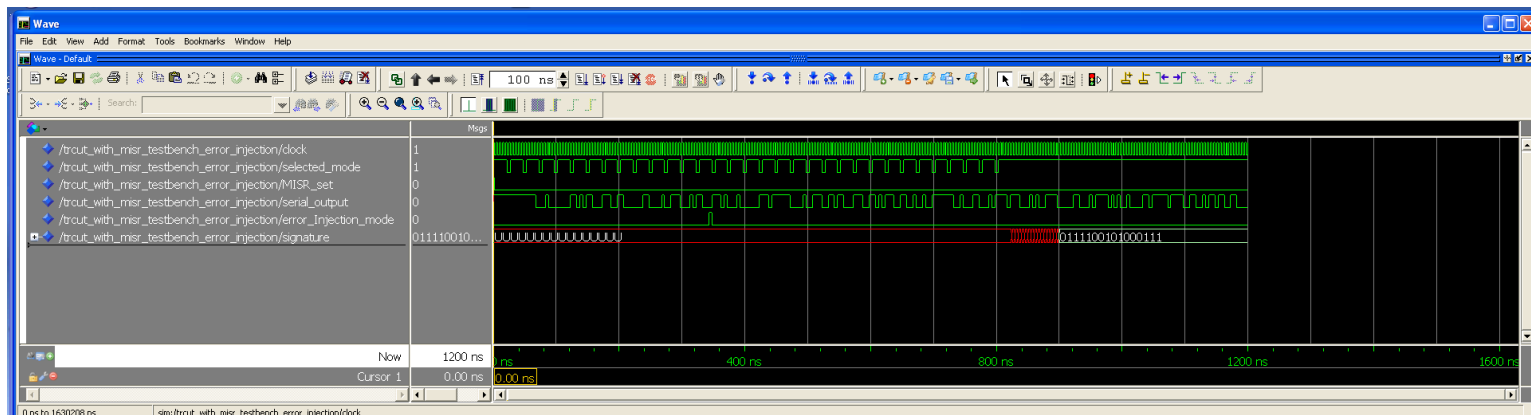 Wave
File Edit View Add Format Tools Bookmarks Window Help
Wave - Default
100 ns
Search:
Msgs
/trcut_with_misr_testbench_error_injection/clock 1
/trcut_with_misr_testbench_error_injection/selected_mode 1
/trcut_with_misr_testbench_error_injection/MISR_set 0
/trcut_with_misr_testbench_error_injection/serial_output 0
/trcut_with_misr_testbench_error_injection/error_Injection_mode 0
/trcut_with_misr_testbench_error_injection/signature 011110010... UUUUUUUUUUUUUUUU 0111100101000111
Now 1200 ns ns 400 ns 800 ns 1200 ns 1600 ns
Cursor 1 0.00 ns 0.00 ns
0 ns to 1630208 ps sim:/trcut_with_misr_testbench_error_injection/clock